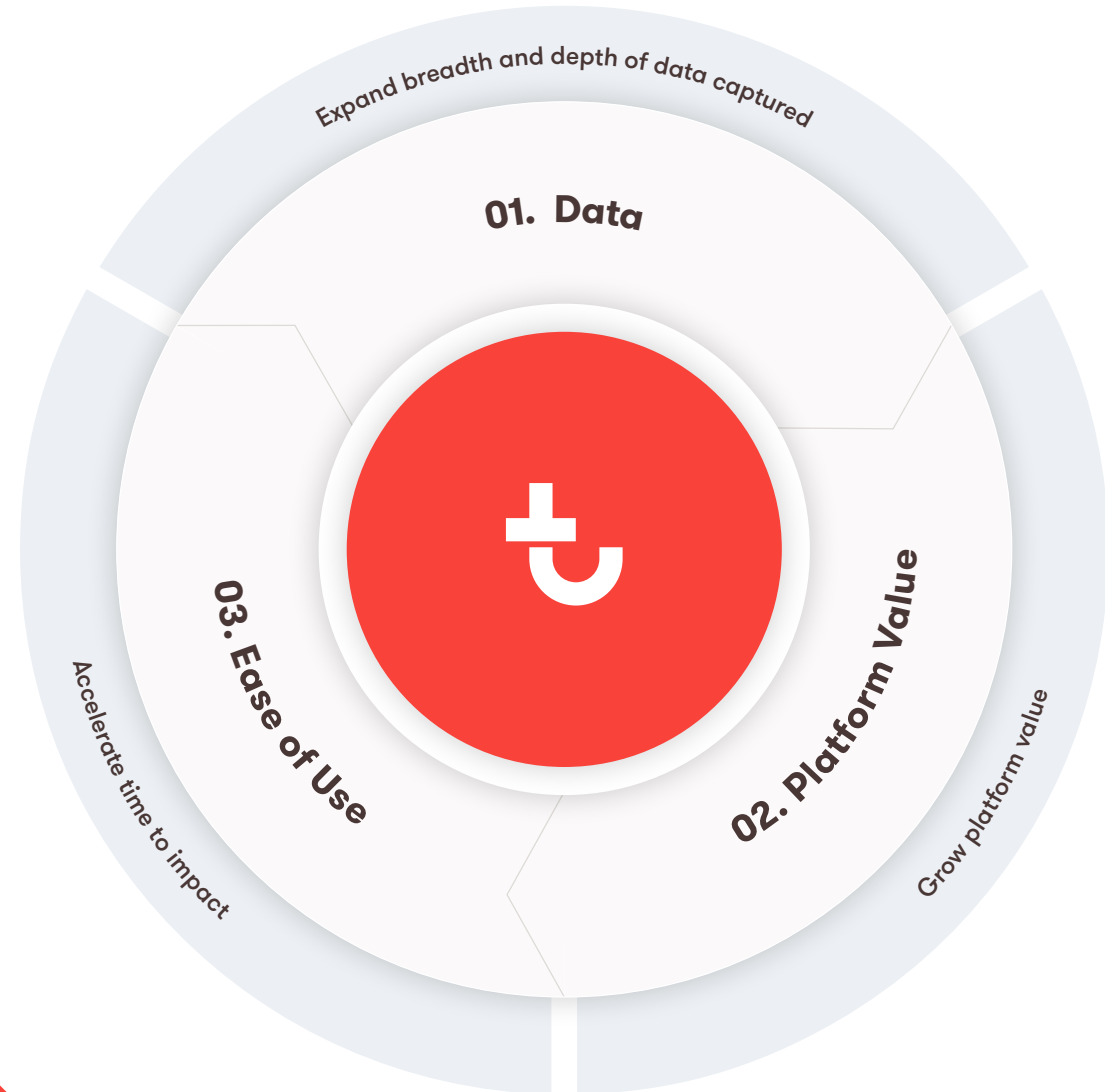 Expand breadth and depth of data captured
01. Data
02. Platform Value
Grow platform value
03. Ease of Use
Accelerate time to impact